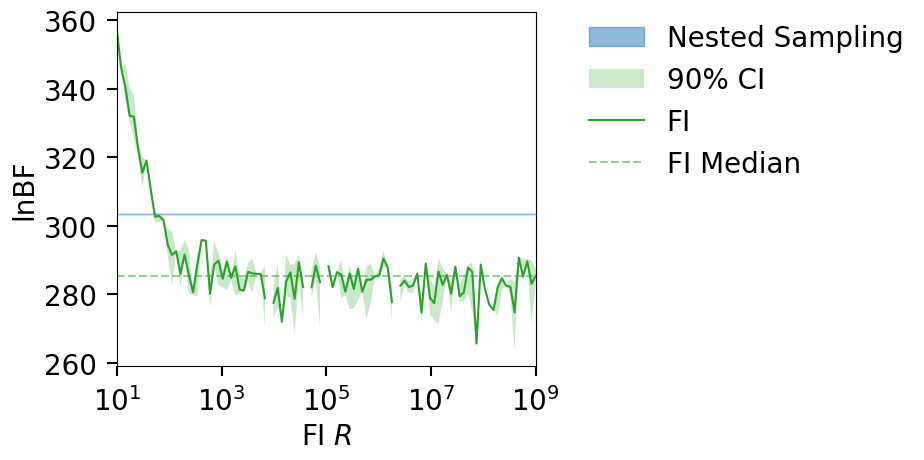 360
340
320
300
280
260
lnBF
10^1
10^3
10^5
10^7
10^9
FI R
Nested Sampling
90% CI
FI
FI Median